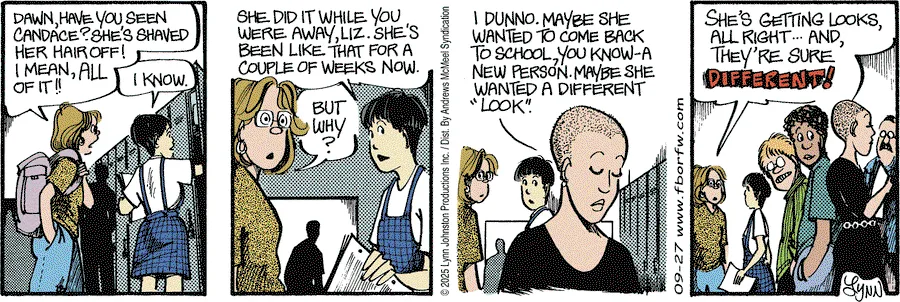 DAWN, HAVE YOU SEEN
CANDACE? SHE'S SHAVED
HER HAIR OFF!
I MEAN, ALL
OF IT!!
I KNOW.
SHE DID IT WHILE YOU
WERE AWAY, LIZ. SHE'S
BEEN LIKE THAT FOR A
COUPLE OF WEEKS NOW.
BUT
WHY
?
© 2025 Lynn Johnston Productions Inc. / Dist. By Andrews McMeel Syndication
I DUNNO. MAYBE SHE
WANTED TO COME BACK
TO SCHOOL, YOU KNOW-A
NEW PERSON. MAYBE SHE
WANTED A DIFFERENT
"LOOK".
09-27 www.fborfw.com
SHE'S GETTING LOOKS,
ALL RIGHT... AND,
THEY'RE SURE
DIFFERENT!
LYNN